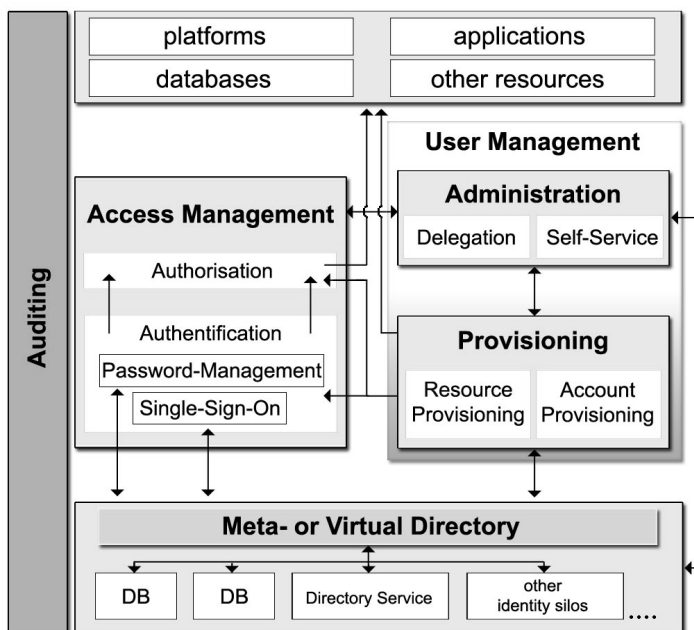 Auditing
platforms
applications
databases
other resources
User Management
Administration
Delegation
Self-Service
Access Management
Authorisation
Authentification
Password-Management
Single-Sign-On
Provisioning
Resource
Provisioning
Account
Provisioning
Meta- or Virtual Directory
DB
DB
Directory Service
other
identity silos
....